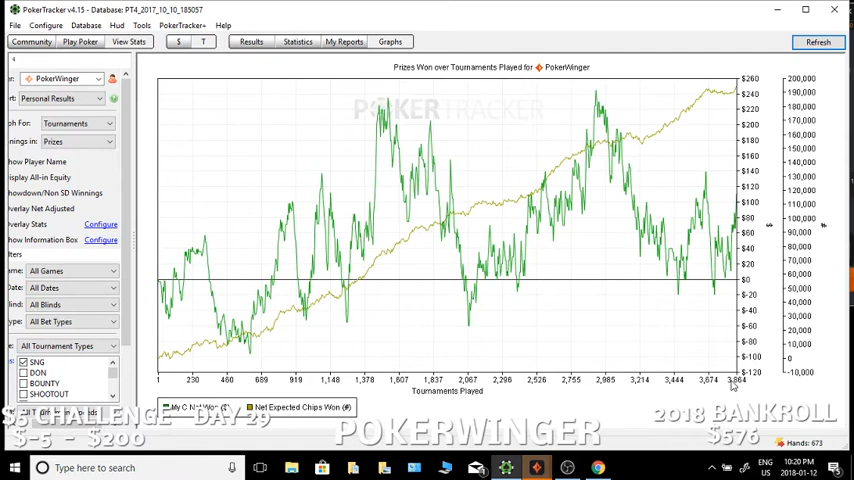 PokerTracker v4.15 - Database: PT4_2017_10_10_185057
File Configure Database Hud Tools PokerTracker+ Help
Community Play Poker View Stats $ T Results Statistics My Reports Graphs Refresh
PokerWinger
Personal Results
ph For: Tournaments
nnings in: Prizes
how Player Name
isplay All-in Equity
howdown/Non SD Winnings
verlay Net Adjusted
verlay Stats Configure
how Information Box Configure
lters
me: All Games
Date: All Dates
lind: All Blinds
ype: All Bet Types
All Tournament Types
SNG
DON
BOUNTY
SHOOTOUT
Prizes Won over Tournaments Played for PokerWinger
POKERTRACKER
$260
$240
$220
$200
$180
$160
$140
$120
$100
$80
$60
$40
$20
$0
$-20
$-40
$-60
$-80
$-100
$-120
$
200,000
190,000
180,000
170,000
160,000
150,000
140,000
130,000
120,000
110,000
100,000
90,000
80,000
70,000
60,000
50,000
40,000
30,000
20,000
10,000
0
-10,000
#
1 230 460 689 919 1,148 1,378 1,607 1,837 2,067 2,296 2,526 2,755 2,985 3,214 3,444 3,674 3,864
Tournaments Played
My C Net Won ($) Net Expected Chips Won (#)
$5 CHALLENGE - DAY 29
$-5 - $200
POKERWINGER
2018 BANKROLL
$576
Hands: 673
Type here to search
ENG
US
10:20 PM
2018-01-12